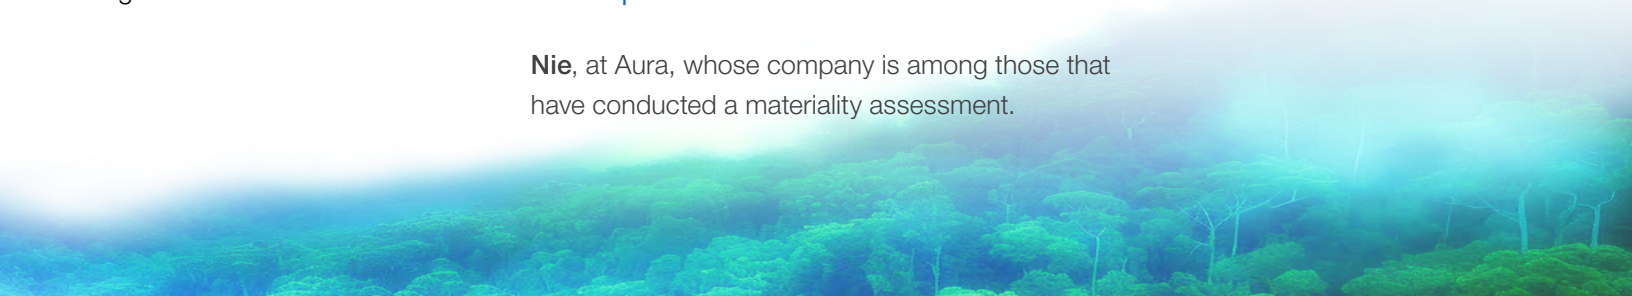 Nie, at Aura, whose company is among those that
have conducted a materiality assessment.